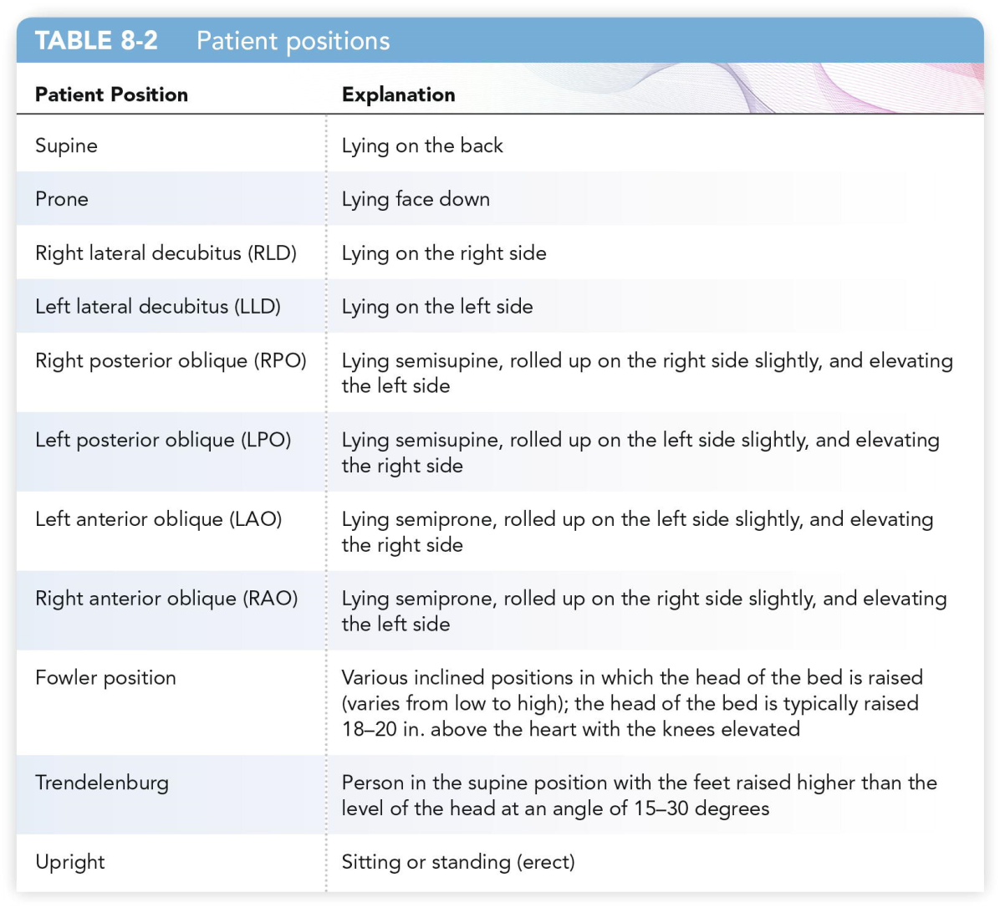 TABLE 8-2 Patient positions
Patient Position Explanation
Supine Lying on the back
Prone Lying face down
Right lateral decubitus (RLD) Lying on the right side
Left lateral decubitus (LLD) Lying on the left side
Right posterior oblique (RPO) Lying semisupine, rolled up on the right side slightly, and elevating
the left side
Left posterior oblique (LPO) Lying semisupine, rolled up on the left side slightly, and elevating
the right side
Left anterior oblique (LAO) Lying semiprone, rolled up on the left side slightly, and elevating
the right side
Right anterior oblique (RAO) Lying semiprone, rolled up on the right side slightly, and elevating
the left side
Fowler position Various inclined positions in which the head of the bed is raised
(varies from low to high); the head of the bed is typically raised
18–20 in. above the heart with the knees elevated
Trendelenburg Person in the supine position with the feet raised higher than the
level of the head at an angle of 15–30 degrees
Upright Sitting or standing (erect)